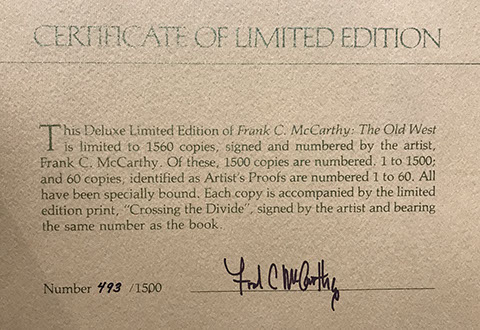 CERTIFICATE OF LIMITED EDITION
This Deluxe Limited Edition of Frank C. McCarthy: The Old West
is limited to 1560 copies, signed and numbered by the artist,
Frank C. McCarthy. Of these, 1500 copies are numbered, 1 to 1500;
and 60 copies, identified as Artist's Proofs are numbered 1 to 60. All
have been specially bound. Each copy is accompanied by the limited
edition print, "Crossing the Divide", signed by the artist and bearing
the same number as the book.
Number 493 /1500 C McCarthy